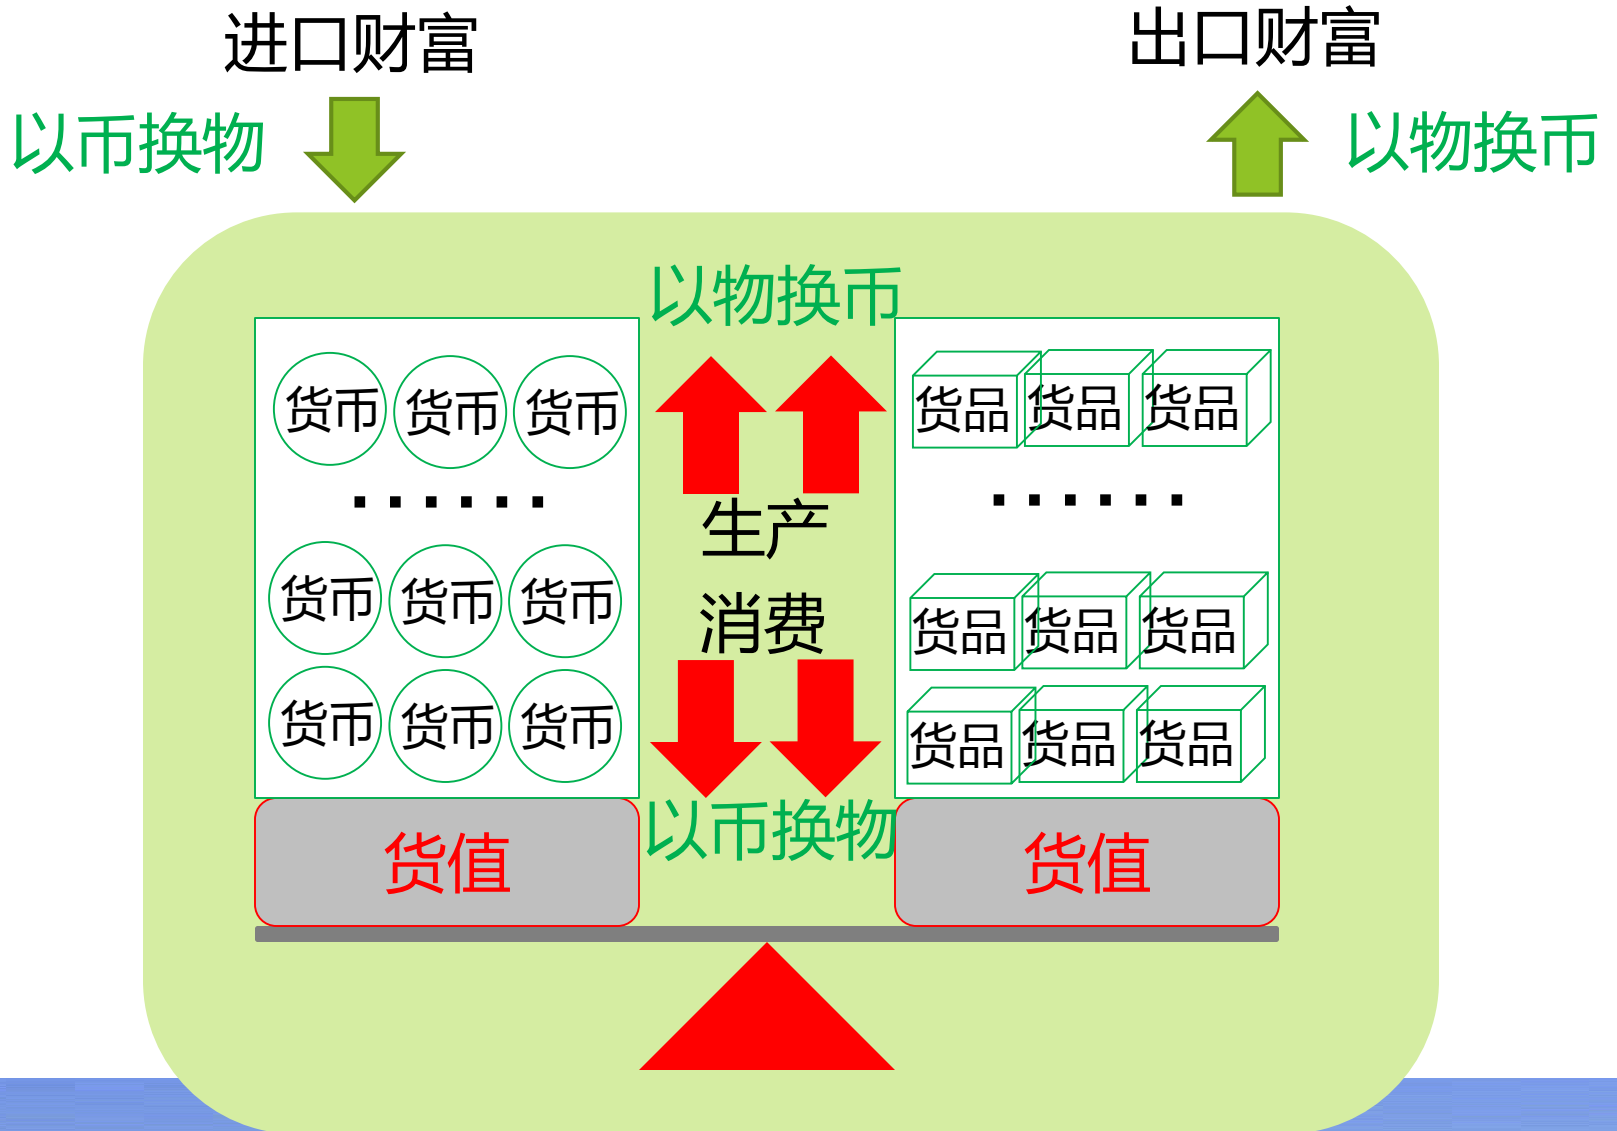 进口财富
出口财富
以币换物
以物换币
以物换币
货币 货币 货币
货品 货品 货品
······
······
生产
消费
货币 货币 货币
货品 货品 货品
货币 货币 货币
货品 货品 货品
以币换物
货值
货值